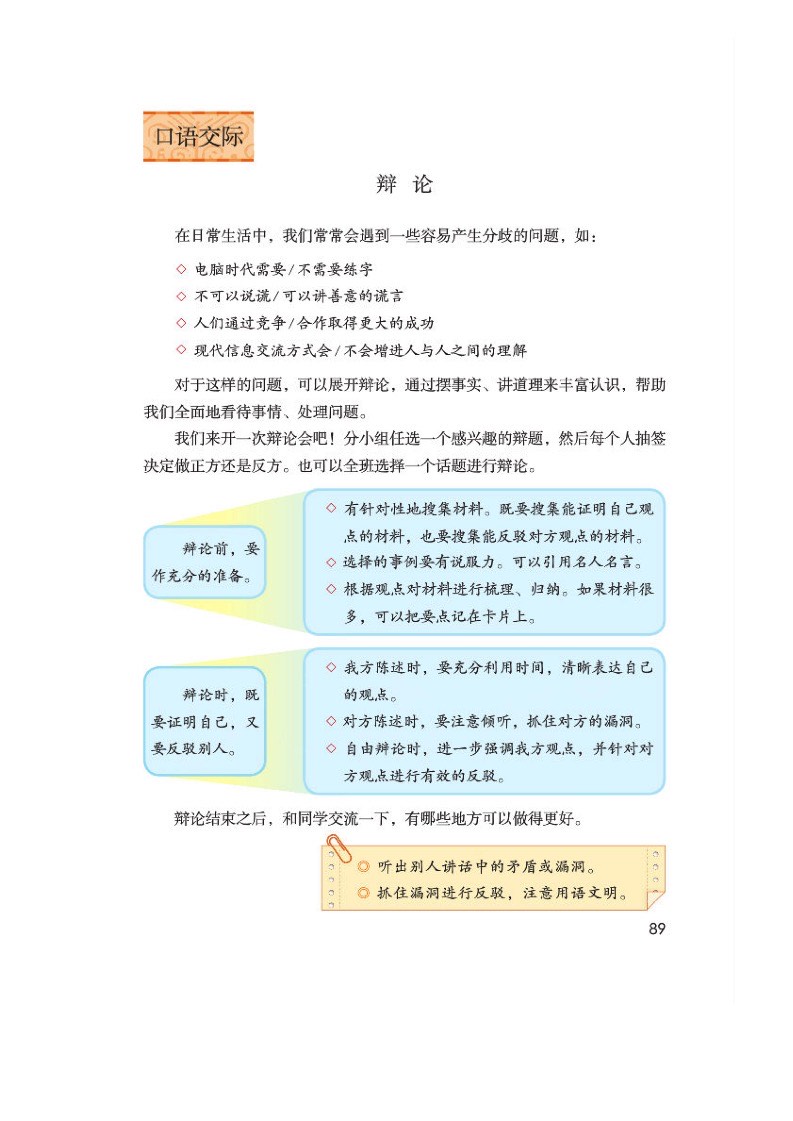 口语交际
辩 论
在日常生活中，我们常常会遇到一些容易产生分歧的问题，如：
◇ 电脑时代需要/不需要练字
◇ 不可以说谎/可以讲善意的谎言
◇ 人们通过竞争/合作取得更大的成功
◇ 现代信息交流方式会/不会增进人与人之间的理解
对于这样的问题，可以展开辩论，通过摆事实、讲道理来丰富认识，帮助
我们全面地看待事情、处理问题。
我们来开一次辩论会吧！分小组任选一个感兴趣的辩题，然后每个人抽签
决定做正方还是反方。也可以全班选择一个话题进行辩论。
辩论前，要
作充分的准备。
◇ 有针对性地搜集材料。既要搜集能证明自己观
点的材料，也要搜集能反驳对方观点的材料。
◇ 选择的事例要有说服力。可以引用名人名言。
◇ 根据观点对材料进行梳理、归纳。如果材料很
多，可以把要点记在卡片上。
辩论时，既
要证明自己，又
要反驳别人。
◇ 我方陈述时，要充分利用时间，清晰表达自己
的观点。
◇ 对方陈述时，要注意倾听，抓住对方的漏洞。
◇ 自由辩论时，进一步强调我方观点，并针对对
方观点进行有效的反驳。
辩论结束之后，和同学交流一下，有哪些地方可以做得更好。
◎ 听出别人讲话中的矛盾或漏洞。
◎ 抓住漏洞进行反驳，注意用语文明。
89